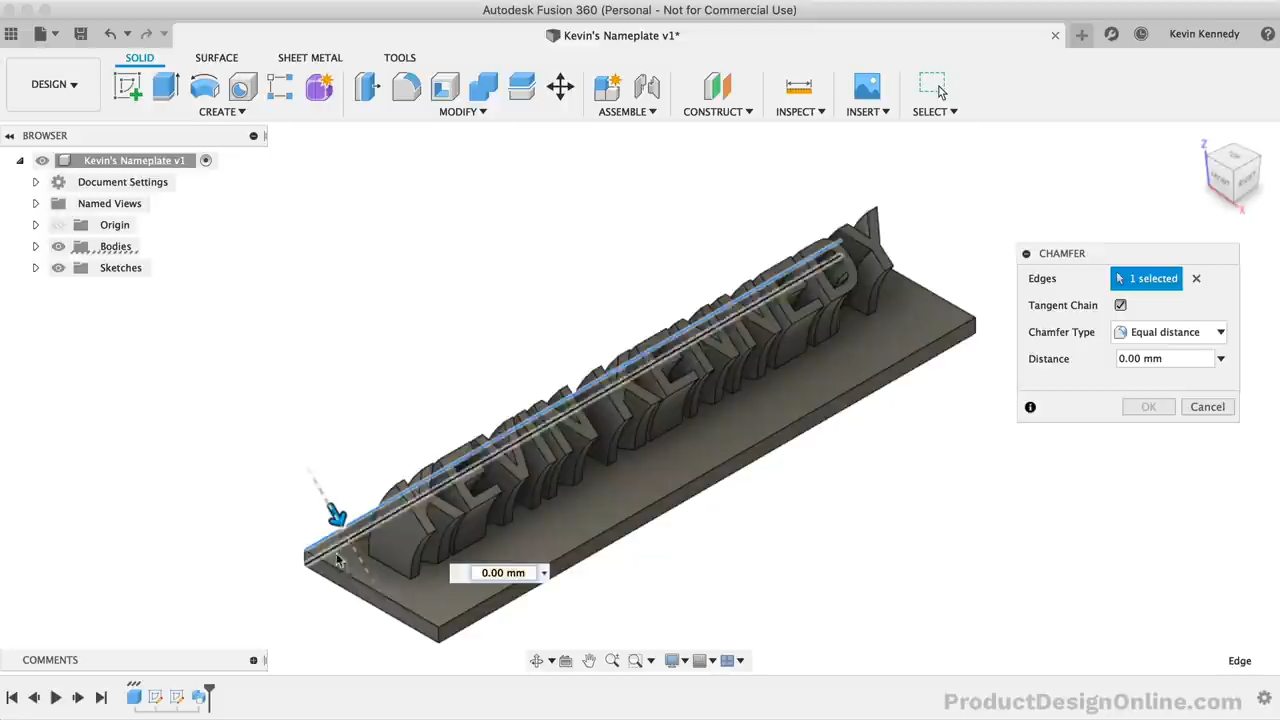 Autodesk Fusion 360 (Personal - Not for Commercial Use)
Kevin's Nameplate v1*
Kevin Kennedy
DESIGN
SOLID
SURFACE
SHEET METAL
TOOLS
CREATE
MODIFY
ASSEMBLE
CONSTRUCT
INSPECT
INSERT
SELECT
BROWSER
Kevin's Nameplate v1
Document Settings
Named Views
Origin
Bodies
Sketches
Z
X
KEVIN KENNEDY
0.00 mm
CHAMFER
Edges
1 selected
Tangent Chain
Chamfer Type
Equal distance
Distance
0.00 mm
OK
Cancel
COMMENTS
Edge
ProductDesignOnline.com